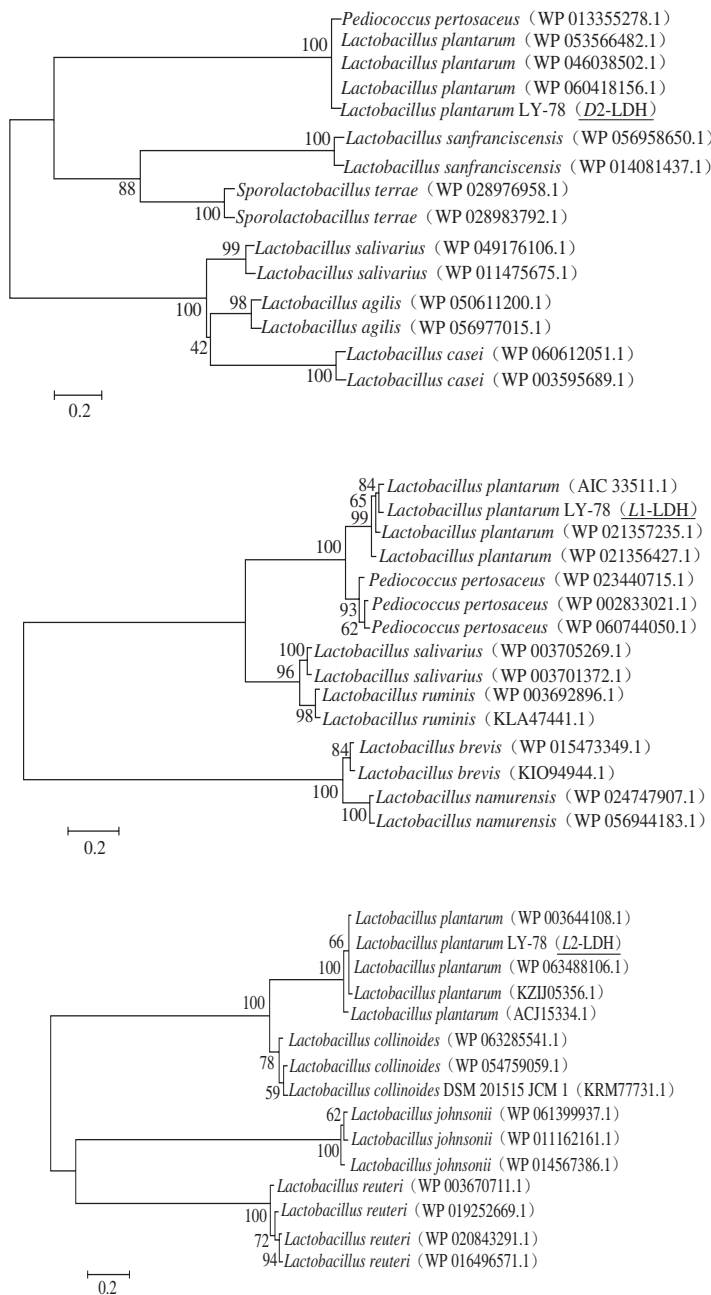 Pediococcus pertosaceus（WP 013355278.1）
100
Lactobacillus plantarum（WP 053566482.1）
Lactobacillus plantarum（WP 046038502.1）
Lactobacillus plantarum（WP 060418156.1）
Lactobacillus plantarum LY-78（D2-LDH）
100
Lactobacillus sanfranciscensis（WP 056958650.1）
Lactobacillus sanfranciscensis（WP 014081437.1）
88
Sporolactobacillus terrae（WP 028976958.1）
100
Sporolactobacillus terrae（WP 028983792.1）
99
Lactobacillus salivarius（WP 049176106.1）
Lactobacillus salivarius（WP 011475675.1）
100
98
Lactobacillus agilis（WP 050611200.1）
Lactobacillus agilis（WP 056977015.1）
42
Lactobacillus casei（WP 060612051.1）
100
Lactobacillus casei（WP 003595689.1）
0.2
84
Lactobacillus plantarum（AIC 33511.1）
65
Lactobacillus plantarum LY-78（L1-LDH）
99
Lactobacillus plantarum（WP 021357235.1）
100
Lactobacillus plantarum（WP 021356427.1）
Pediococcus pertosaceus（WP 023440715.1）
93
Pediococcus pertosaceus（WP 002833021.1）
62
Pediococcus pertosaceus（WP 060744050.1）
100
Lactobacillus salivarius（WP 003705269.1）
96
Lactobacillus salivarius（WP 003701372.1）
Lactobacillus ruminis（WP 003692896.1）
98
Lactobacillus ruminis（KLA47441.1）
84
Lactobacillus brevis（WP 015473349.1）
Lactobacillus brevis（KIO94944.1）
100
Lactobacillus namurensis（WP 024747907.1）
100
Lactobacillus namurensis（WP 056944183.1）
0.2
Lactobacillus plantarum（WP 003644108.1）
66
Lactobacillus plantarum LY-78（L2-LDH）
100
Lactobacillus plantarum（WP 063488106.1）
Lactobacillus plantarum（KZIJ05356.1）
100
Lactobacillus plantarum（ACJ15334.1）
Lactobacillus collinoides（WP 063285541.1）
78
Lactobacillus collinoides（WP 054759059.1）
59
Lactobacillus collinoides DSM 201515 JCM 1（KRM77731.1）
62
Lactobacillus johnsonii（WP 061399937.1）
Lactobacillus johnsonii（WP 011162161.1）
100
Lactobacillus johnsonii（WP 014567386.1）
Lactobacillus reuteri（WP 003670711.1）
100
Lactobacillus reuteri（WP 019252669.1）
72
Lactobacillus reuteri（WP 020843291.1）
94
Lactobacillus reuteri（WP 016496571.1）
0.2